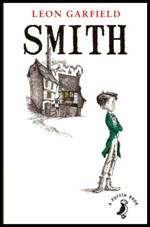 LEON GARFIELD
SMITH
A PUFFIN BOOK